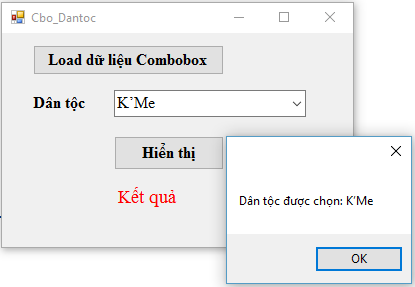 Cbo_Dantoc
Load dữ liệu Combobox
Dân tộc
K’Me
Hiển thị
Kết quả
Dân tộc được chọn: K’Me
OK